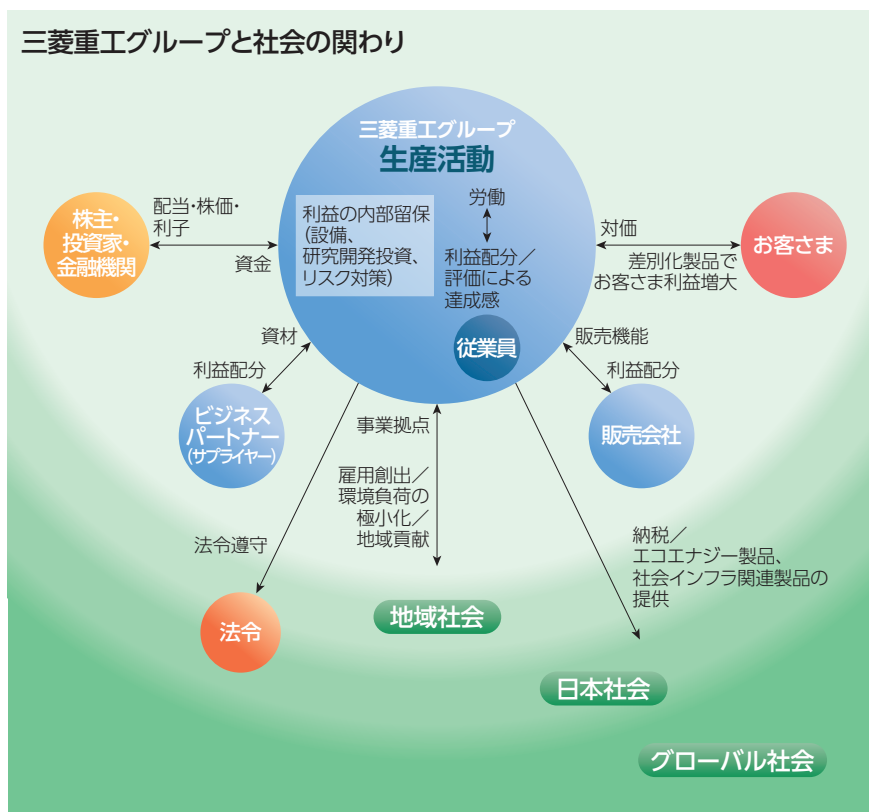 三菱重工グループと社会の関わり
三菱重工グループ
生産活動
利益の内部留保
(設備、
研究開発投資、
リスク対策)
労働
利益配分／
評価による
達成感
従業員
株主・
投資家・
金融機関
配当・株価・
利子
資金
対価
差別化製品で
お客さま利益増大
お客さま
資材
利益配分
ビジネス
パートナー
(サプライヤー)
販売機能
利益配分
販売会社
事業拠点
雇用創出／
環境負荷の
極小化／
地域貢献
法令遵守
法令
地域社会
納税／
エコエナジー製品、
社会インフラ関連製品の
提供
日本社会
グローバル社会